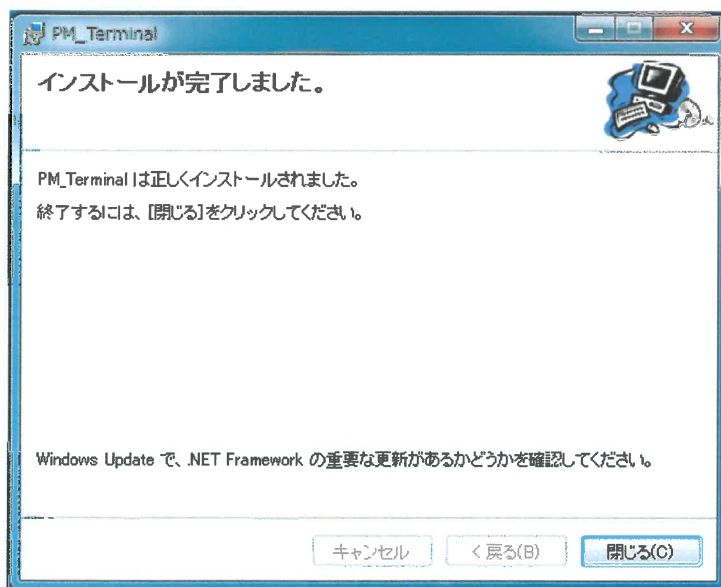 PM_Terminal
インストールが完了しました。
PM_Terminal は正しくインストールされました。
終了するには、[閉じる]をクリックしてください。
Windows Update で、.NET Framework の重要な更新があるかどうかを確認してください。
キャンセル
< 戻る(B)
閉じる(C)